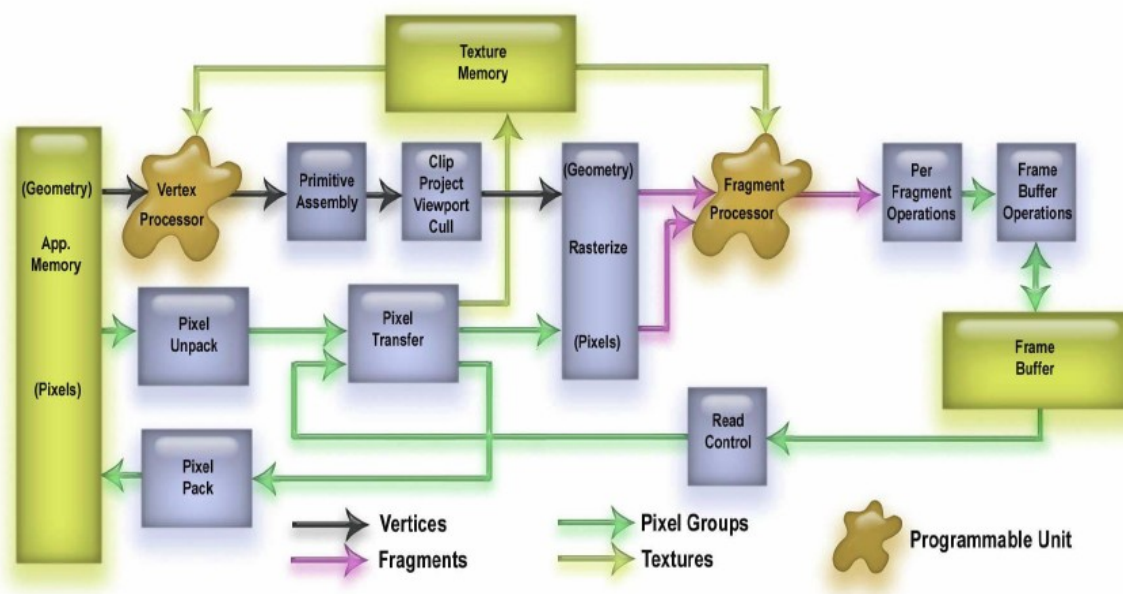 Texture
Memory
(Geometry)
App.
Memory
(Pixels)
Vertex
Processor
Primitive
Assembly
Clip
Project
Viewport
Cull
(Geometry)
Rasterize
(Pixels)
Fragment
Processor
Per
Fragment
Operations
Frame
Buffer
Operations
Pixel
Unpack
Pixel
Transfer
Frame
Buffer
Read
Control
Pixel
Pack
Vertices
Fragments
Pixel Groups
Textures
Programmable Unit